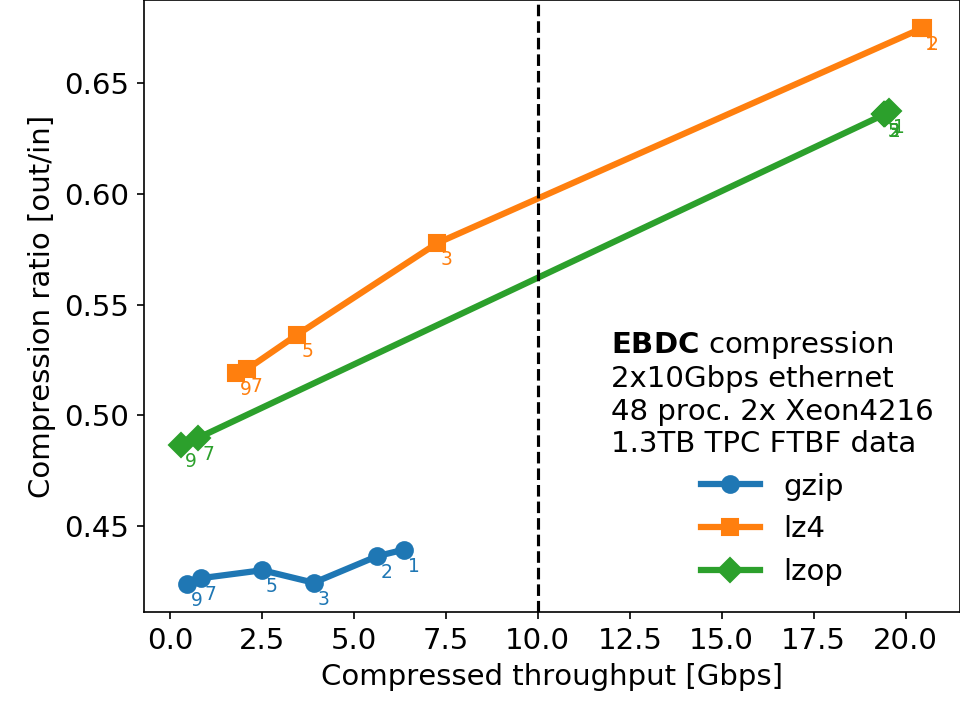 Compression ratio [out/in]
0.65
0.60
0.55
0.50
0.45
0.0 2.5 5.0 7.5 10.0 12.5 15.0 17.5 20.0
Compressed throughput [Gbps]
2
1
3
5
7
9
7
9
1
2
3
5
7
9
EBDC compression
2x10Gbps ethernet
48 proc. 2x Xeon4216
1.3TB TPC FTBF data
gzip
lz4
lzop